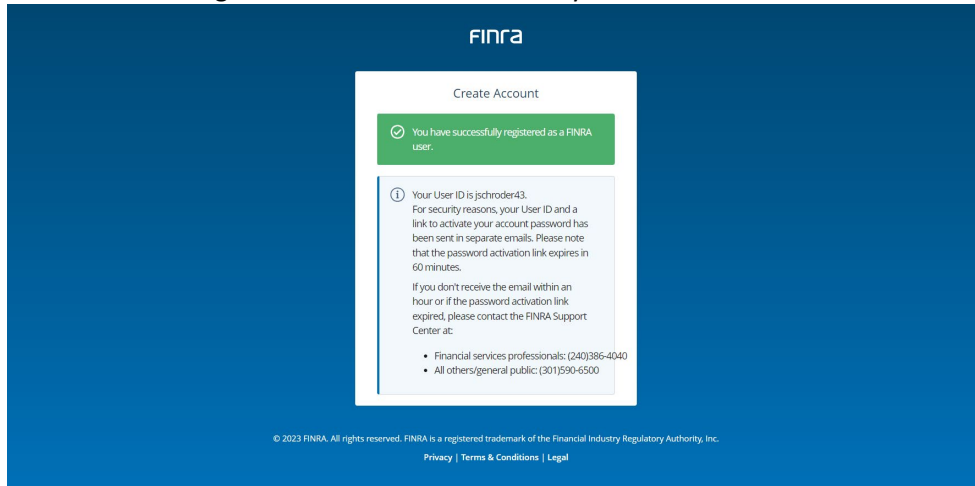 FINRA
Create Account
You have successfully registered as a FINRA
user.
Your User ID is jschroder43.
For security reasons, your User ID and a
link to activate your account password has
been sent in separate emails. Please note
that the password activation link expires in
60 minutes.
If you don't receive the email within an
hour or if the password activation link
expired, please contact the FINRA Support
Center at:
• Financial services professionals: (240)386-4040
• All others/general public: (301)590-6500
© 2023 FINRA. All rights reserved. FINRA is a registered trademark of the Financial Industry Regulatory Authority, Inc.
Privacy | Terms & Conditions | Legal